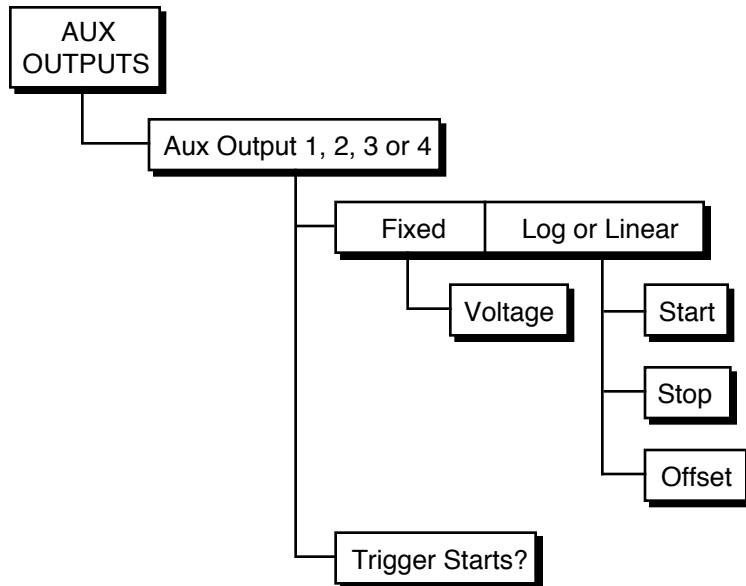 AUX
OUTPUTS
Aux Output 1, 2, 3 or 4
Fixed
Log or Linear
Voltage
Start
Stop
Offset
Trigger Starts?